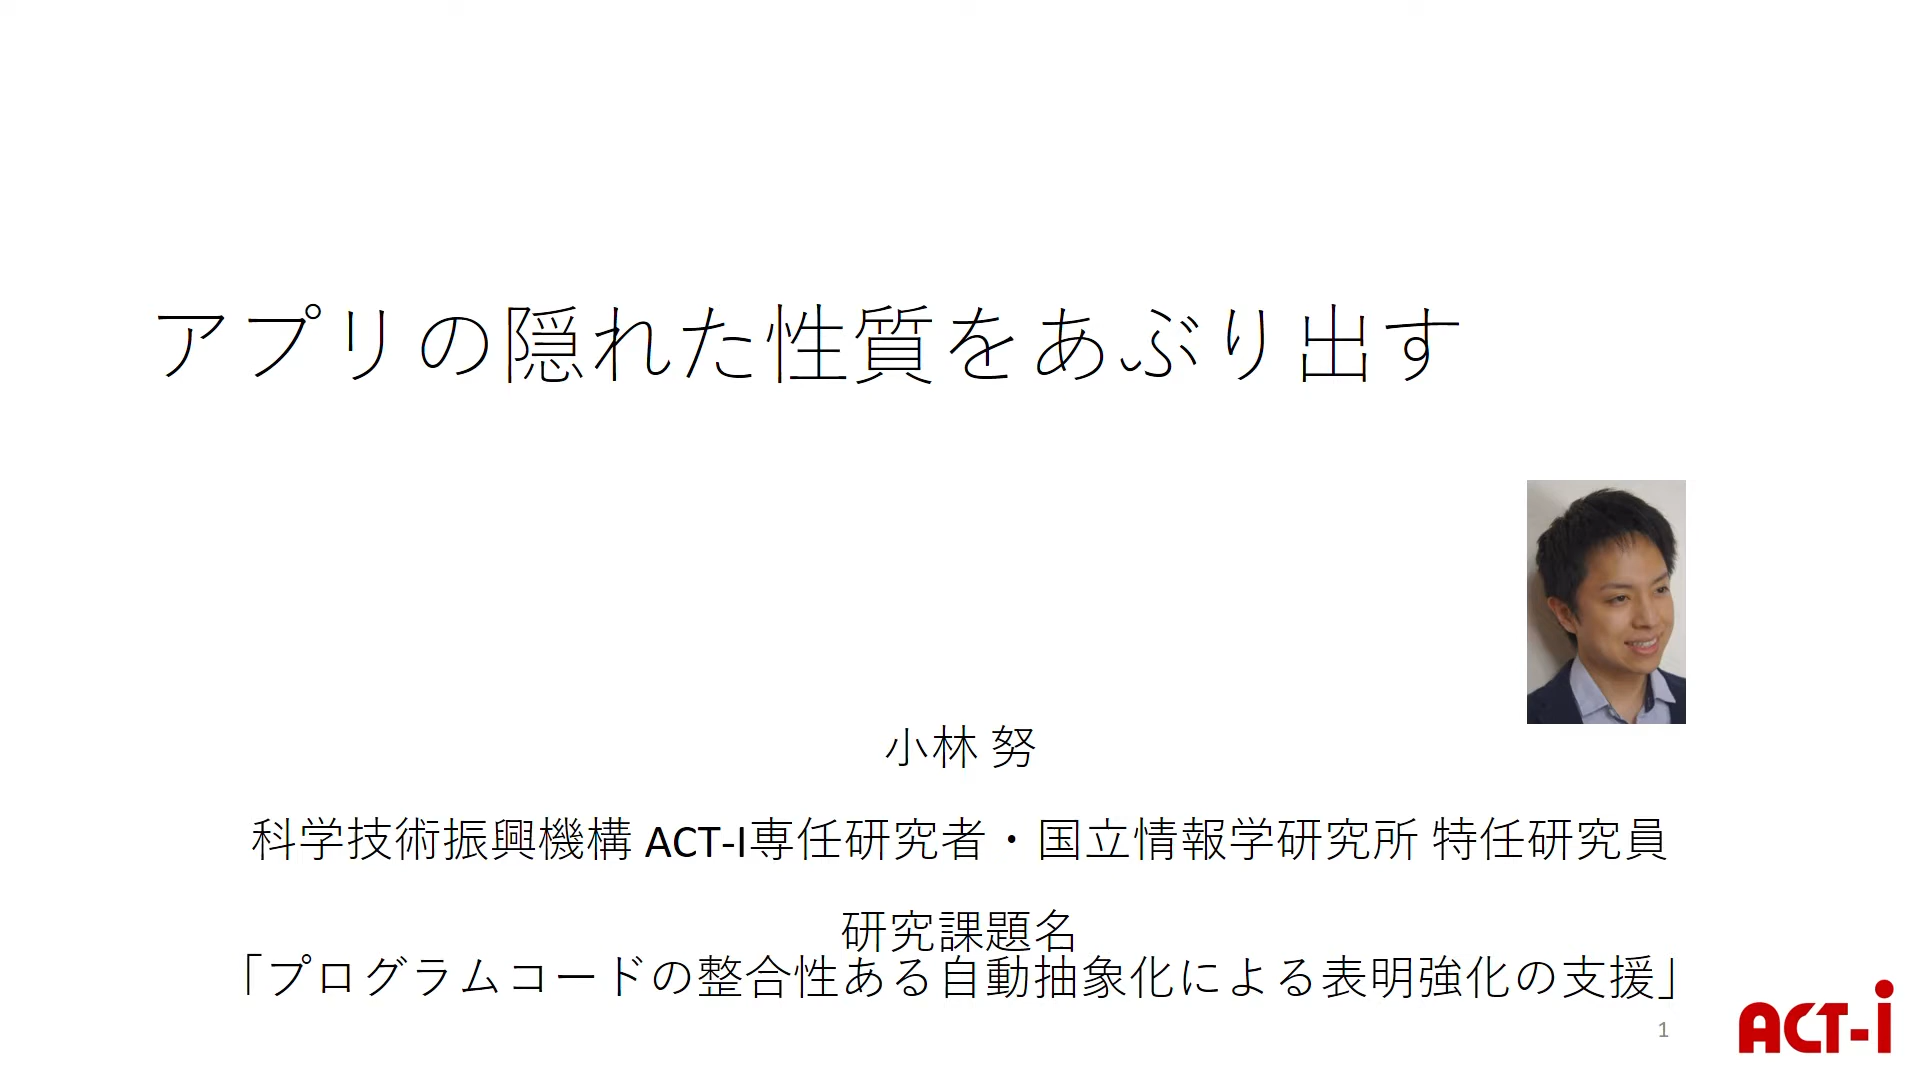 アプリの隠れた性質をあぶり出す
小林 努
科学技術振興機構 ACT-I専任研究者・国立情報学研究所 特任研究員
研究課題名
「プログラムコードの整合性ある自動抽象化による表明強化の支援」
1
ACT-i